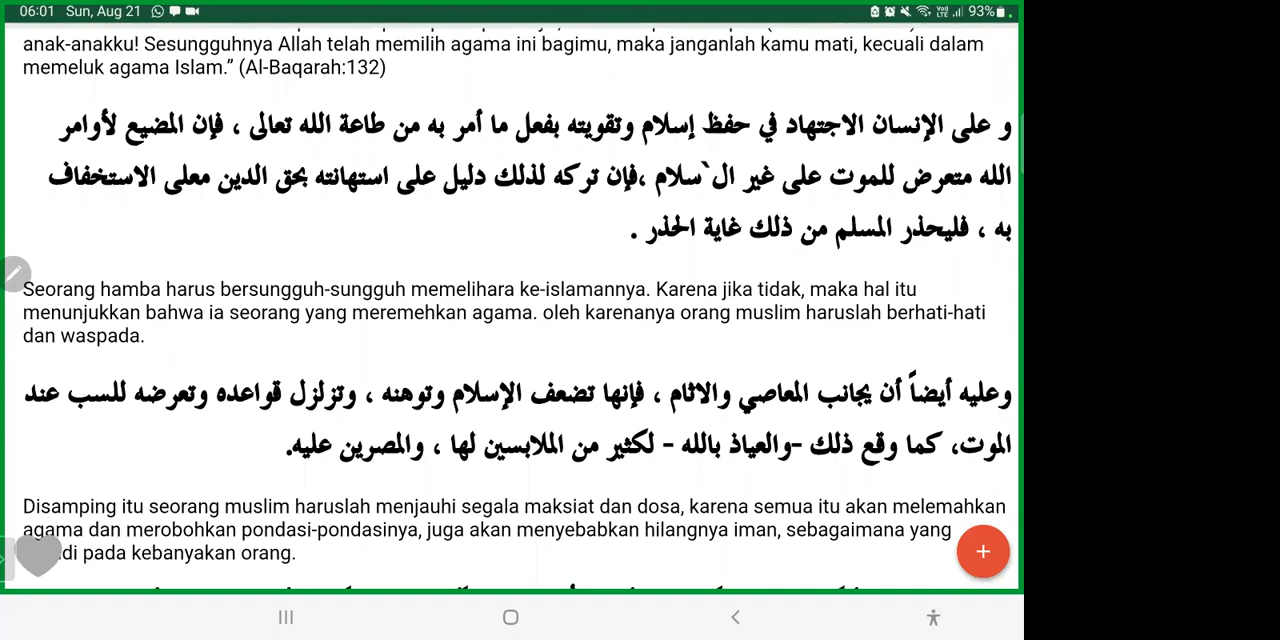 06:01 Sun, Aug 21 93%
anak-anakku! Sesungguhnya Allah telah memilih agama ini bagimu, maka janganlah kamu mati, kecuali dalam
memeluk agama Islam.” (Al-Baqarah:132)
و على الإنسان الاجتهاد في حفظ إسلام وتقويته بفعل ما أمر به من طاعة الله تعالى ، فإن المضيع لأوامر
الله متعرض للموت على غير ال`سلام ،فإن تركه لذلك دليل على استهانته بحق الدين معلى الاستخفاف
به ، فليحذر المسلم من ذلك غاية الحذر .
Seorang hamba harus bersungguh-sungguh memelihara ke-islamannya. Karena jika tidak, maka hal itu
menunjukkan bahwa ia seorang yang meremehkan agama. oleh karenanya orang muslim haruslah berhati-hati
dan waspada.
وعليه أيضاً أن يجانب المعاصي والاثام ، فإنها تضعف الإسلام وتوهنه ، وتزلزل قواعده وتعرضه للسب عند
الموت، كما وقع ذلك -والعياذ بالله - لكثير من الملابسين لها ، والمصرين عليه.
Disamping itu seorang muslim haruslah menjauhi segala maksiat dan dosa, karena semua itu akan melemahkan
agama dan merobohkan pondasi-pondasinya, juga akan menyebabkan hilangnya iman, sebagaimana yang
di pada kebanyakan orang.